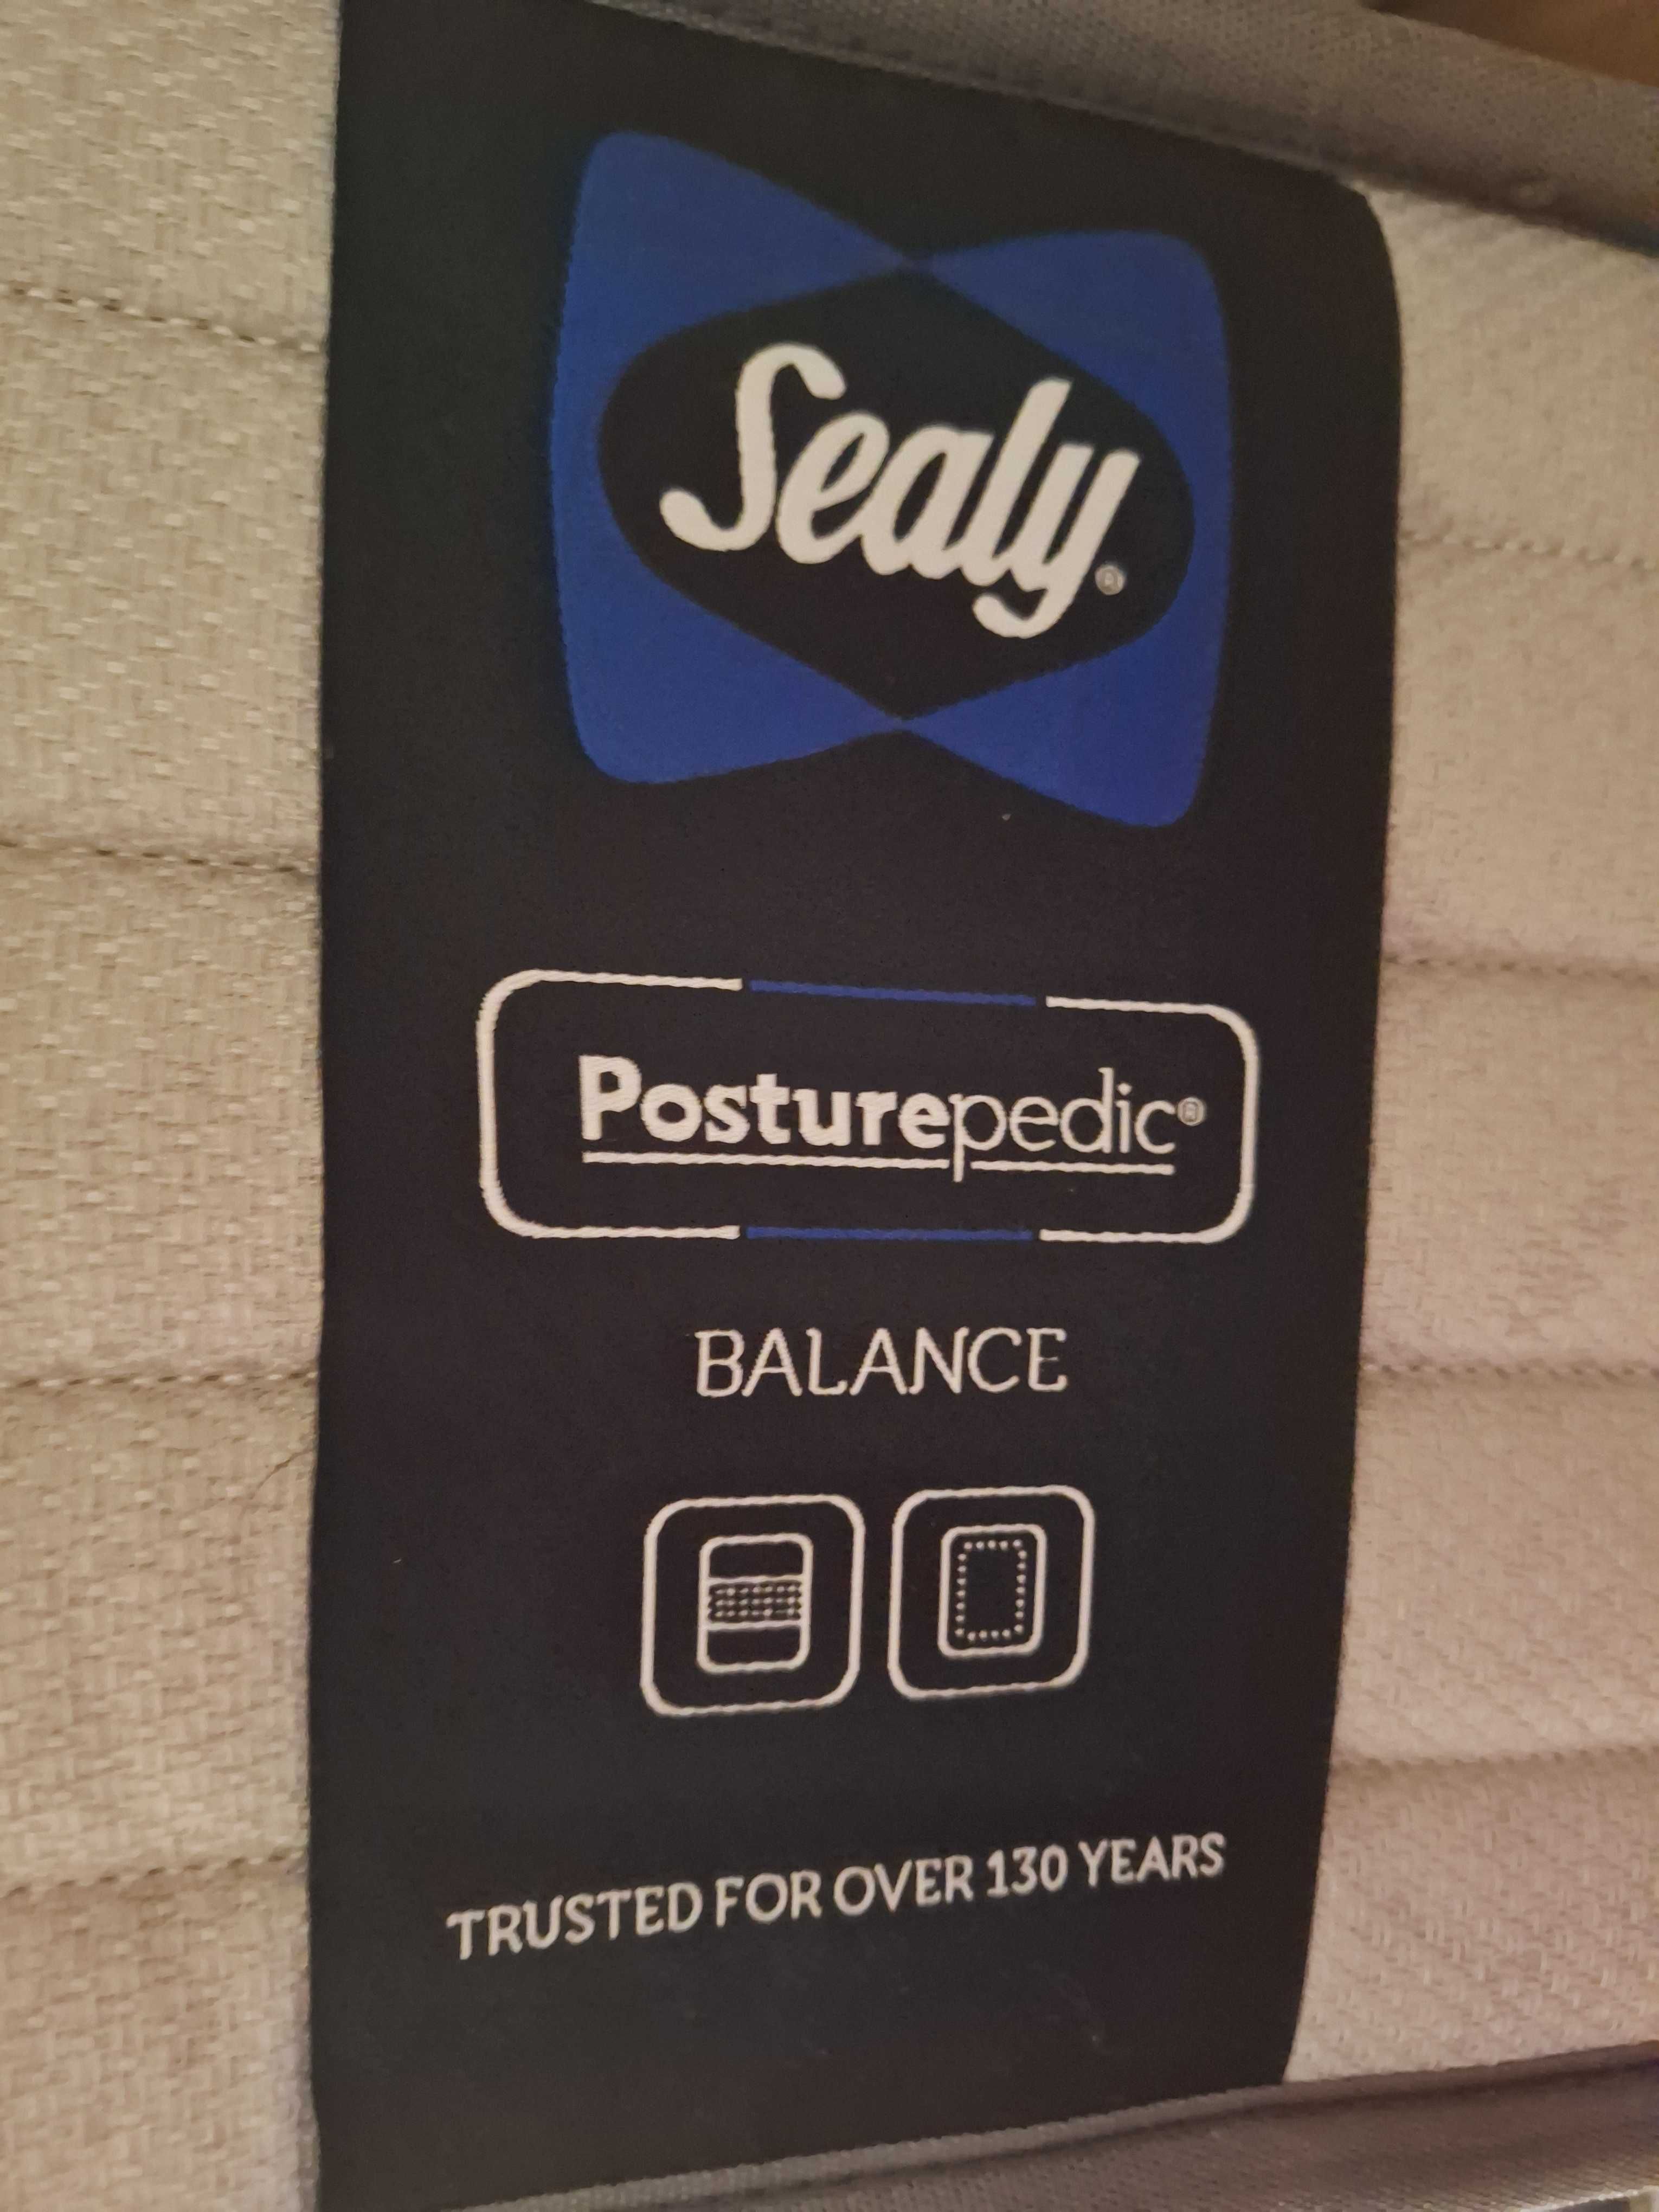 Sealy®
Posturepedic®
BALANCE
TRUSTED FOR OVER 130 YEARS